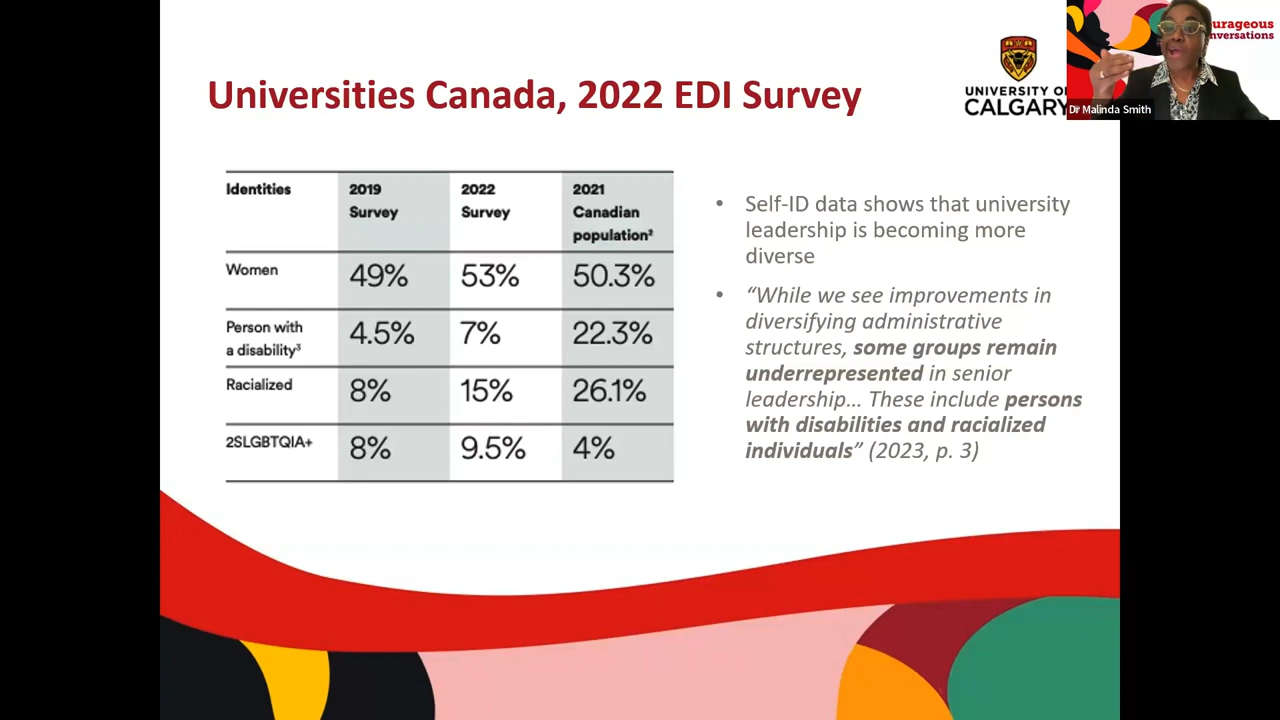 Universities Canada, 2022 EDI Survey
UNIVERSITY OF
CALGARY
urageous
nversations
Dr Malinda Smith
Identities 2019 Survey 2022 Survey 2021 Canadian population²
Women 49% 53% 50.3%
Person with a disability³ 4.5% 7% 22.3%
Racialized 8% 15% 26.1%
2SLGBTQIA+ 8% 9.5% 4%
• Self-ID data shows that university
leadership is becoming more
diverse
• “While we see improvements in
diversifying administrative
structures, some groups remain
underrepresented in senior
leadership... These include persons
with disabilities and racialized
individuals” (2023, p. 3)